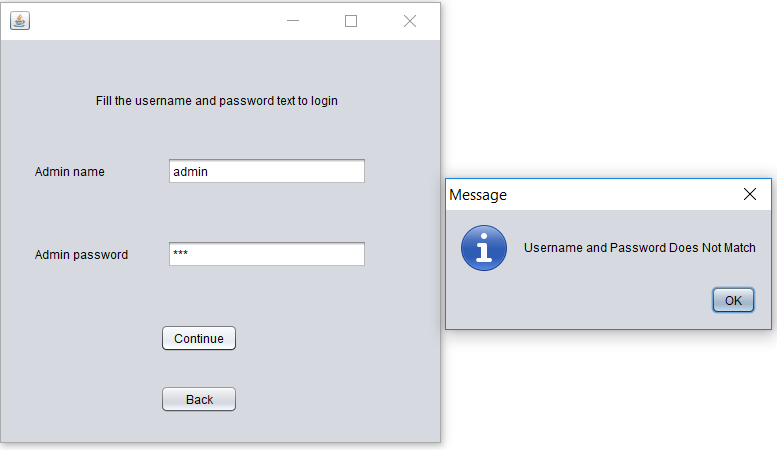 Fill the username and password text to login
Admin name
admin
Admin password
***
Continue
Back
Message
Username and Password Does Not Match
OK